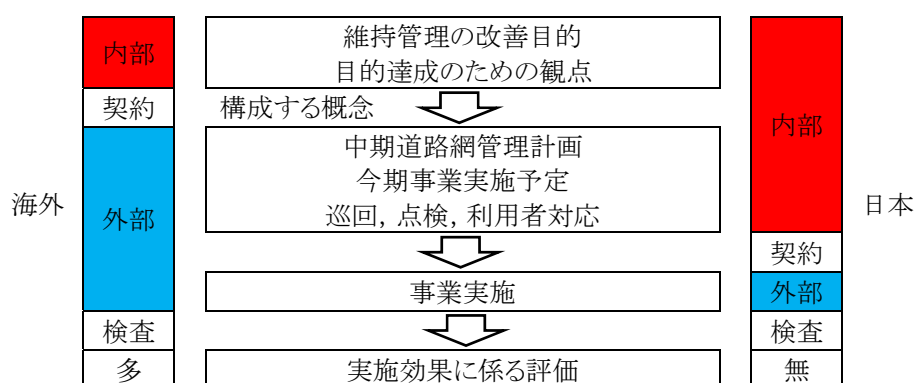 内部
維持管理の改善目的
目的達成のための観点
契約
構成する概念
内部
中期道路網管理計画
今期事業実施予定
巡回, 点検, 利用者対応
海外
外部
日本
契約
事業実施
外部
検査
検査
多
実施効果に係る評価
無